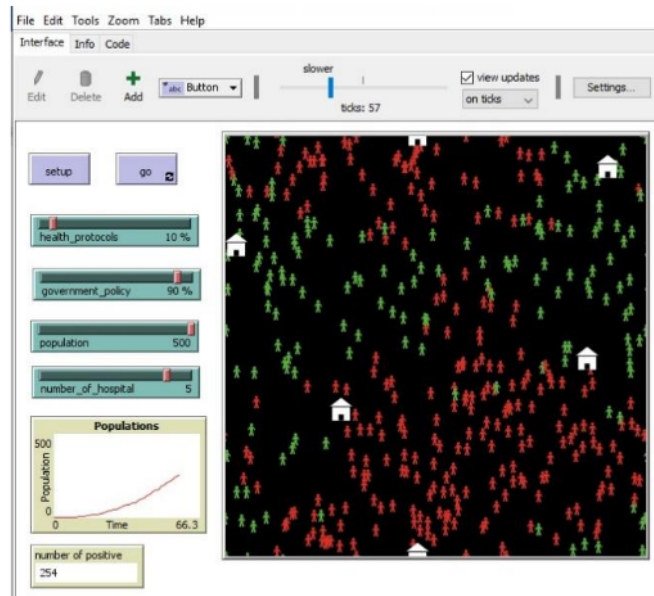 File Edit Tools Zoom Tabs Help
Interface Info Code
Edit Delete Add abc Button slower ticks: 57 view updates on ticks Settings...
setup go
health_protocols 10 %
government_policy 90 %
population 500
number_of_hospital 5
Populations
500
Population
0
0 Time 66.3
number of positive
254